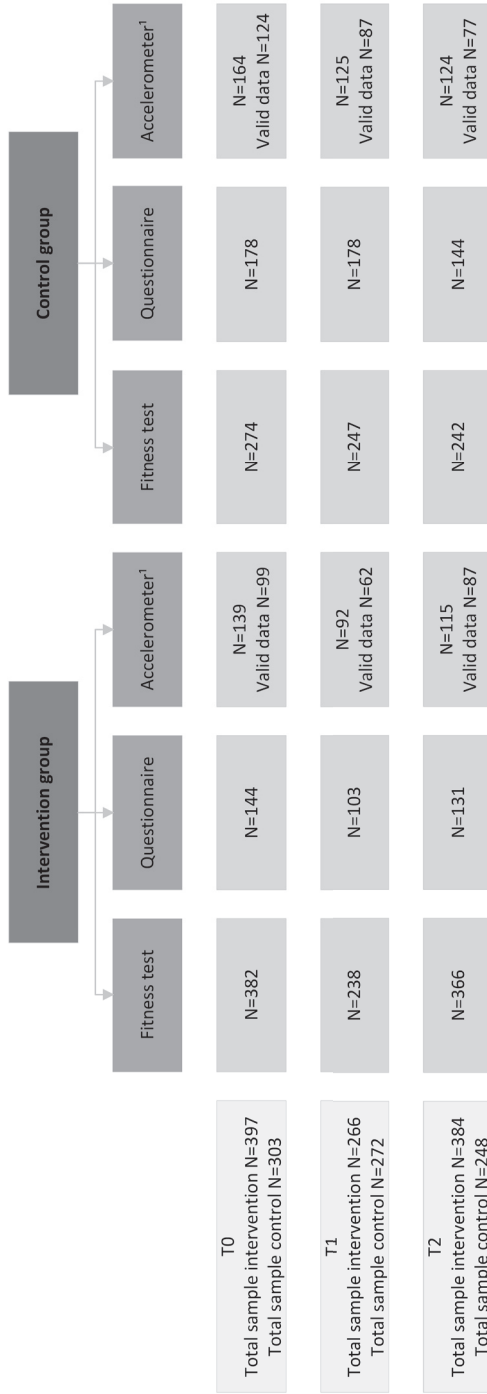 Intervention group
Control group
Fitness test
Questionnaire
Accelerometer¹
Fitness test
Questionnaire
Accelerometer¹
T0
Total sample intervention N=397
Total sample control N=303
N=382
N=144
N=139
Valid data N=99
N=274
N=178
N=164
Valid data N=124
T1
Total sample intervention N=266
Total sample control N=272
N=238
N=103
N=92
Valid data N=62
N=247
N=178
N=125
Valid data N=87
T2
Total sample intervention N=384
Total sample control N=248
N=366
N=131
N=115
Valid data N=87
N=242
N=144
N=124
Valid data N=77